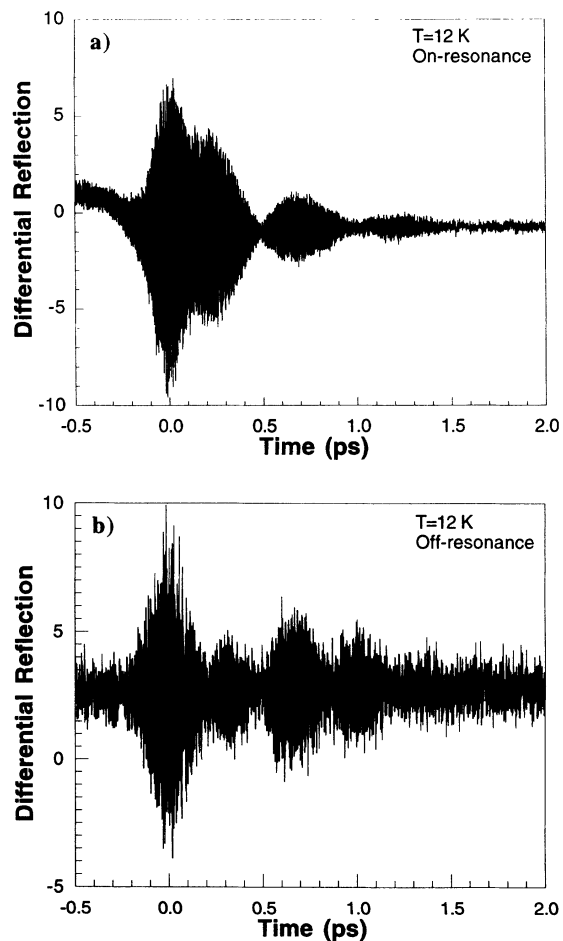 10
a)
T=12 K
On-resonance
5
0
-5
-10
Differential Reflection
-0.5 0.0 0.5 1.0 1.5 2.0
Time (ps)
10
b)
T=12 K
Off-resonance
5
0
-5
Differential Reflection
-0.5 0.0 0.5 1.0 1.5 2.0
Time (ps)